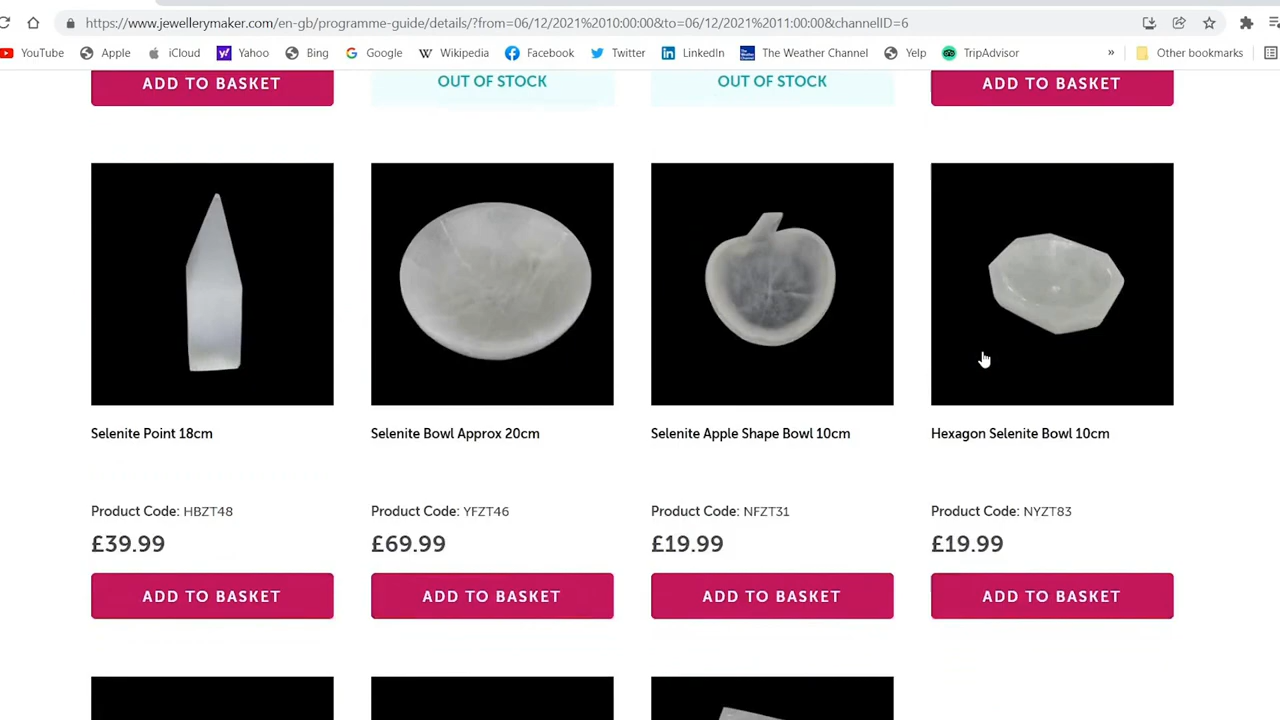 https://www.jewellerymaker.com/en-gb/programme-guide/details/?from=06/12/2021%2010:00:00&to=06/12/2021%2011:00:00&channelID=6
YouTube Apple iCloud Yahoo Bing Google Wikipedia Facebook Twitter LinkedIn The Weather Channel Yelp TripAdvisor » Other bookmarks
ADD TO BASKET OUT OF STOCK OUT OF STOCK ADD TO BASKET
Selenite Point 18cm Selenite Bowl Approx 20cm Selenite Apple Shape Bowl 10cm Hexagon Selenite Bowl 10cm
Product Code: HBZT48 Product Code: YFZT46 Product Code: NFZT31 Product Code: NYZT83
£39.99 £69.99 £19.99 £19.99
ADD TO BASKET ADD TO BASKET ADD TO BASKET ADD TO BASKET